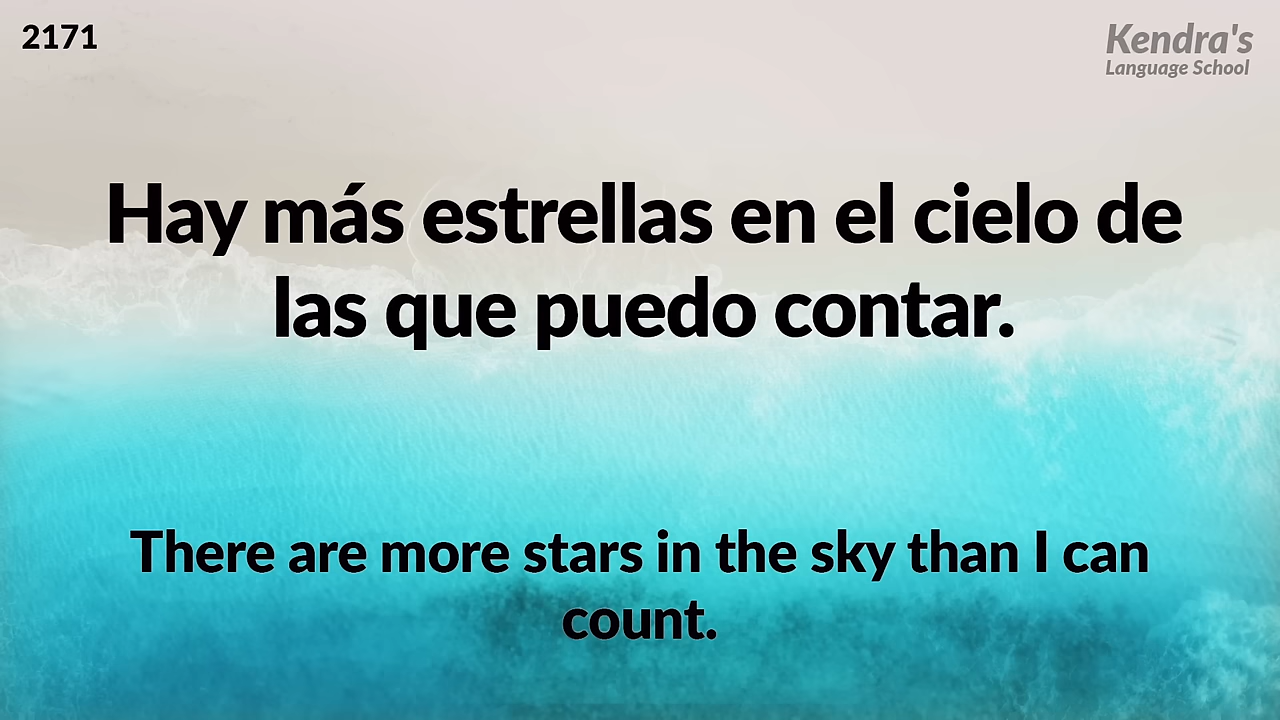 2171
Kendra's
Language School
Hay más estrellas en el cielo de
las que puedo contar.
There are more stars in the sky than I can
count.